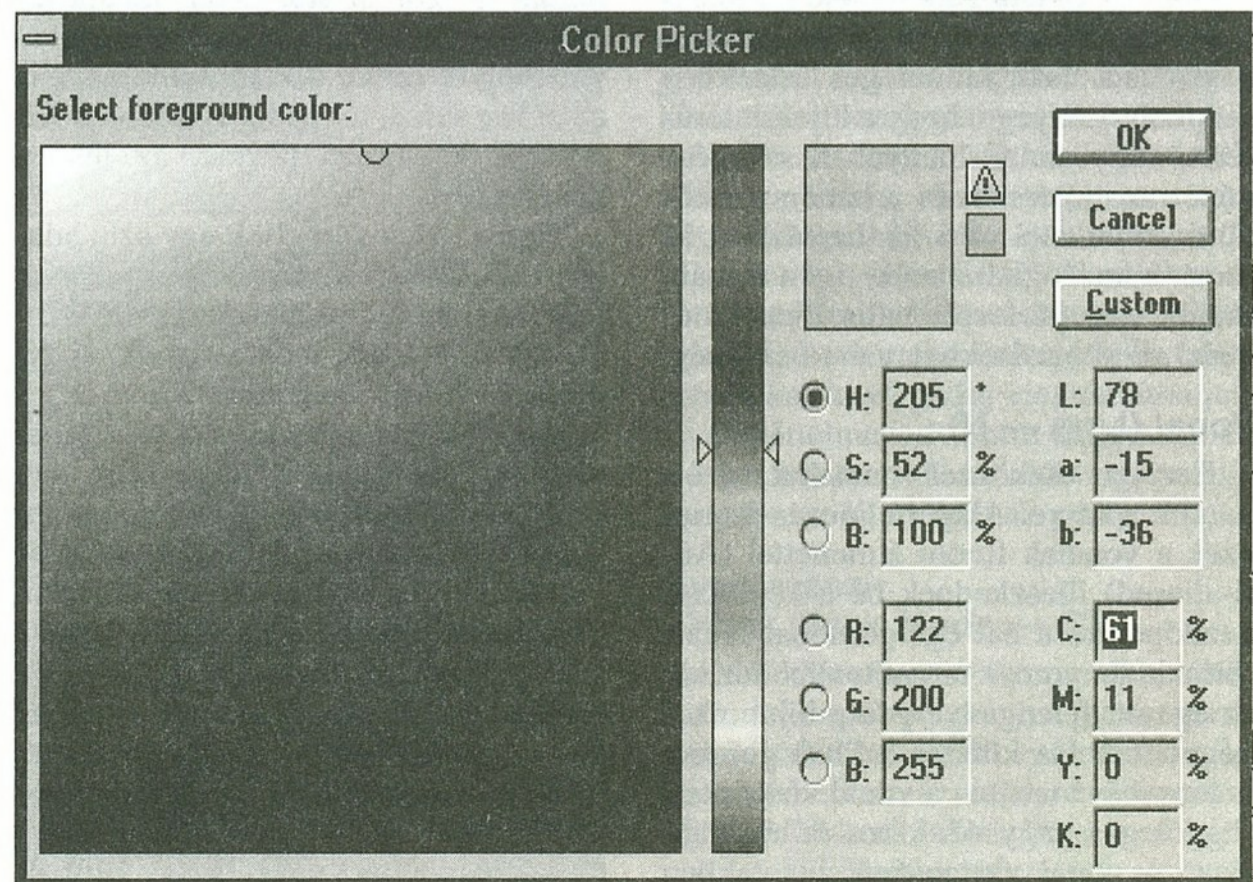 Color Picker
Select foreground color:
OK
Cancel
Custom
H: 205 °
S: 52 %
B: 100 %
R: 122
G: 200
B: 255
L: 78
a: -15
b: -36
C: 61 %
M: 11 %
Y: 0 %
K: 0 %